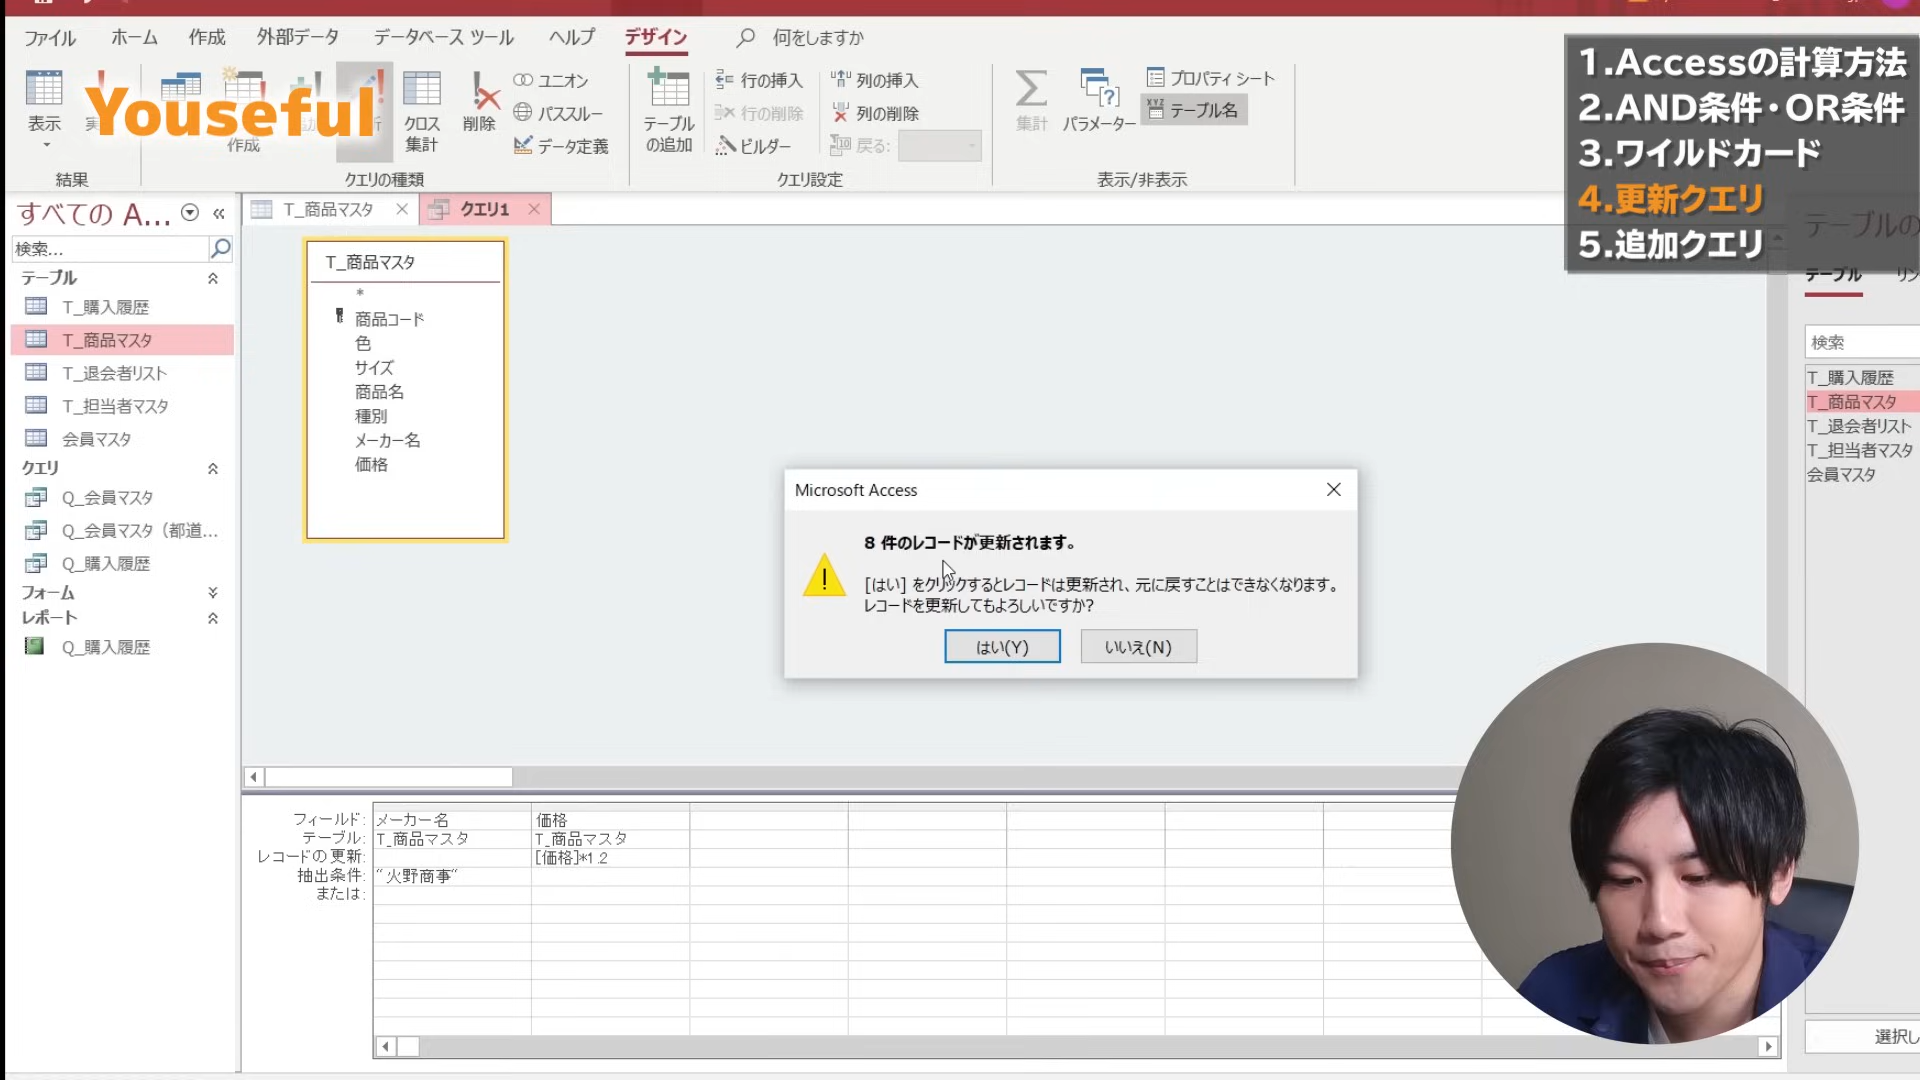 ファイル ホーム 作成 外部データ データベース ツール ヘルプ デザイン 何をしますか
表示
Youseful
作成
クロス
集計
削除
ユニオン
パススルー
データ定義
テーブル
の追加
行の挿入
行の削除
ビルダー
列の挿入
列の削除
戻る:
集計
パラメーター
プロパティ シート
テーブル名
結果
クエリの種類
クエリ設定
表示/非表示
1.Accessの計算方法
2.AND条件・OR条件
3.ワイルドカード
4.更新クエリ
5.追加クエリ
すべての A...
検索...
テーブル
T_購入履歴
T_商品マスタ
T_退会者リスト
T_担当者マスタ
会員マスタ
クエリ
Q_会員マスタ
Q_会員マスタ（都道...
Q_購入履歴
フォーム
レポート
Q_購入履歴
T_商品マスタ
クエリ1
T_商品マスタ
*
商品コード
色
サイズ
商品名
種別
メーカー名
価格
Microsoft Access
8 件のレコードが更新されます。
[はい] をクリックするとレコードは更新され、元に戻すことはできなくなります。
レコードを更新してもよろしいですか?
はい(Y)
いいえ(N)
フィールド: メーカー名 価格
テーブル: T_商品マスタ T_商品マスタ
レコードの更新: [価格]*1.2
抽出条件: "火野商事"
または:
テーブルの
テーブル リン
検索
T_購入履歴
T_商品マスタ
T_退会者リスト
T_担当者マスタ
会員マスタ
選択し